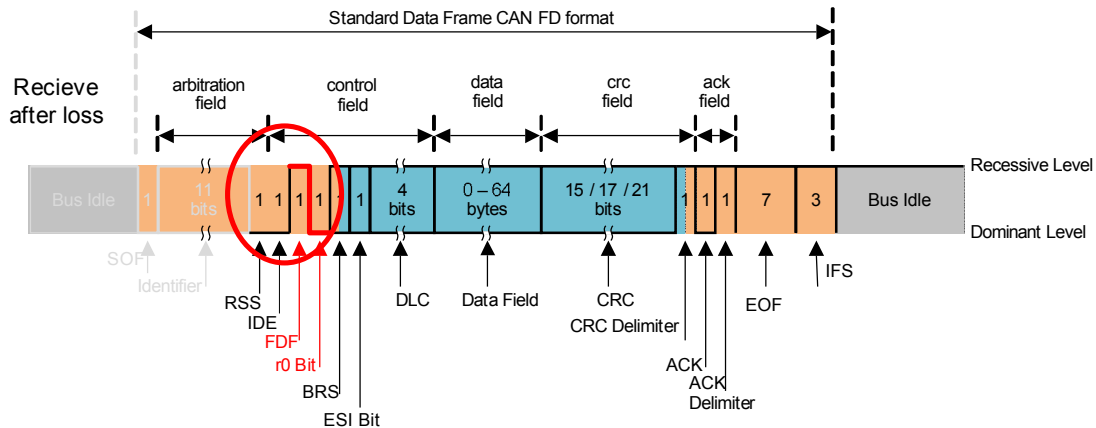 Standard Data Frame CAN FD format
Recieve
after loss
arbitration
field
control
field
data
field
crc
field
ack
field
Recessive Level
Bus Idle
1
11
bits
1
1
1
1
1
1
4
bits
0 – 64
bytes
15 / 17 / 21
bits
1
1
1
7
3
Bus Idle
Dominant Level
SOF
Identifier
RSS
IDE
FDF
r0 Bit
BRS
ESI Bit
DLC
Data Field
CRC
CRC Delimiter
ACK
ACK
Delimiter
EOF
IFS